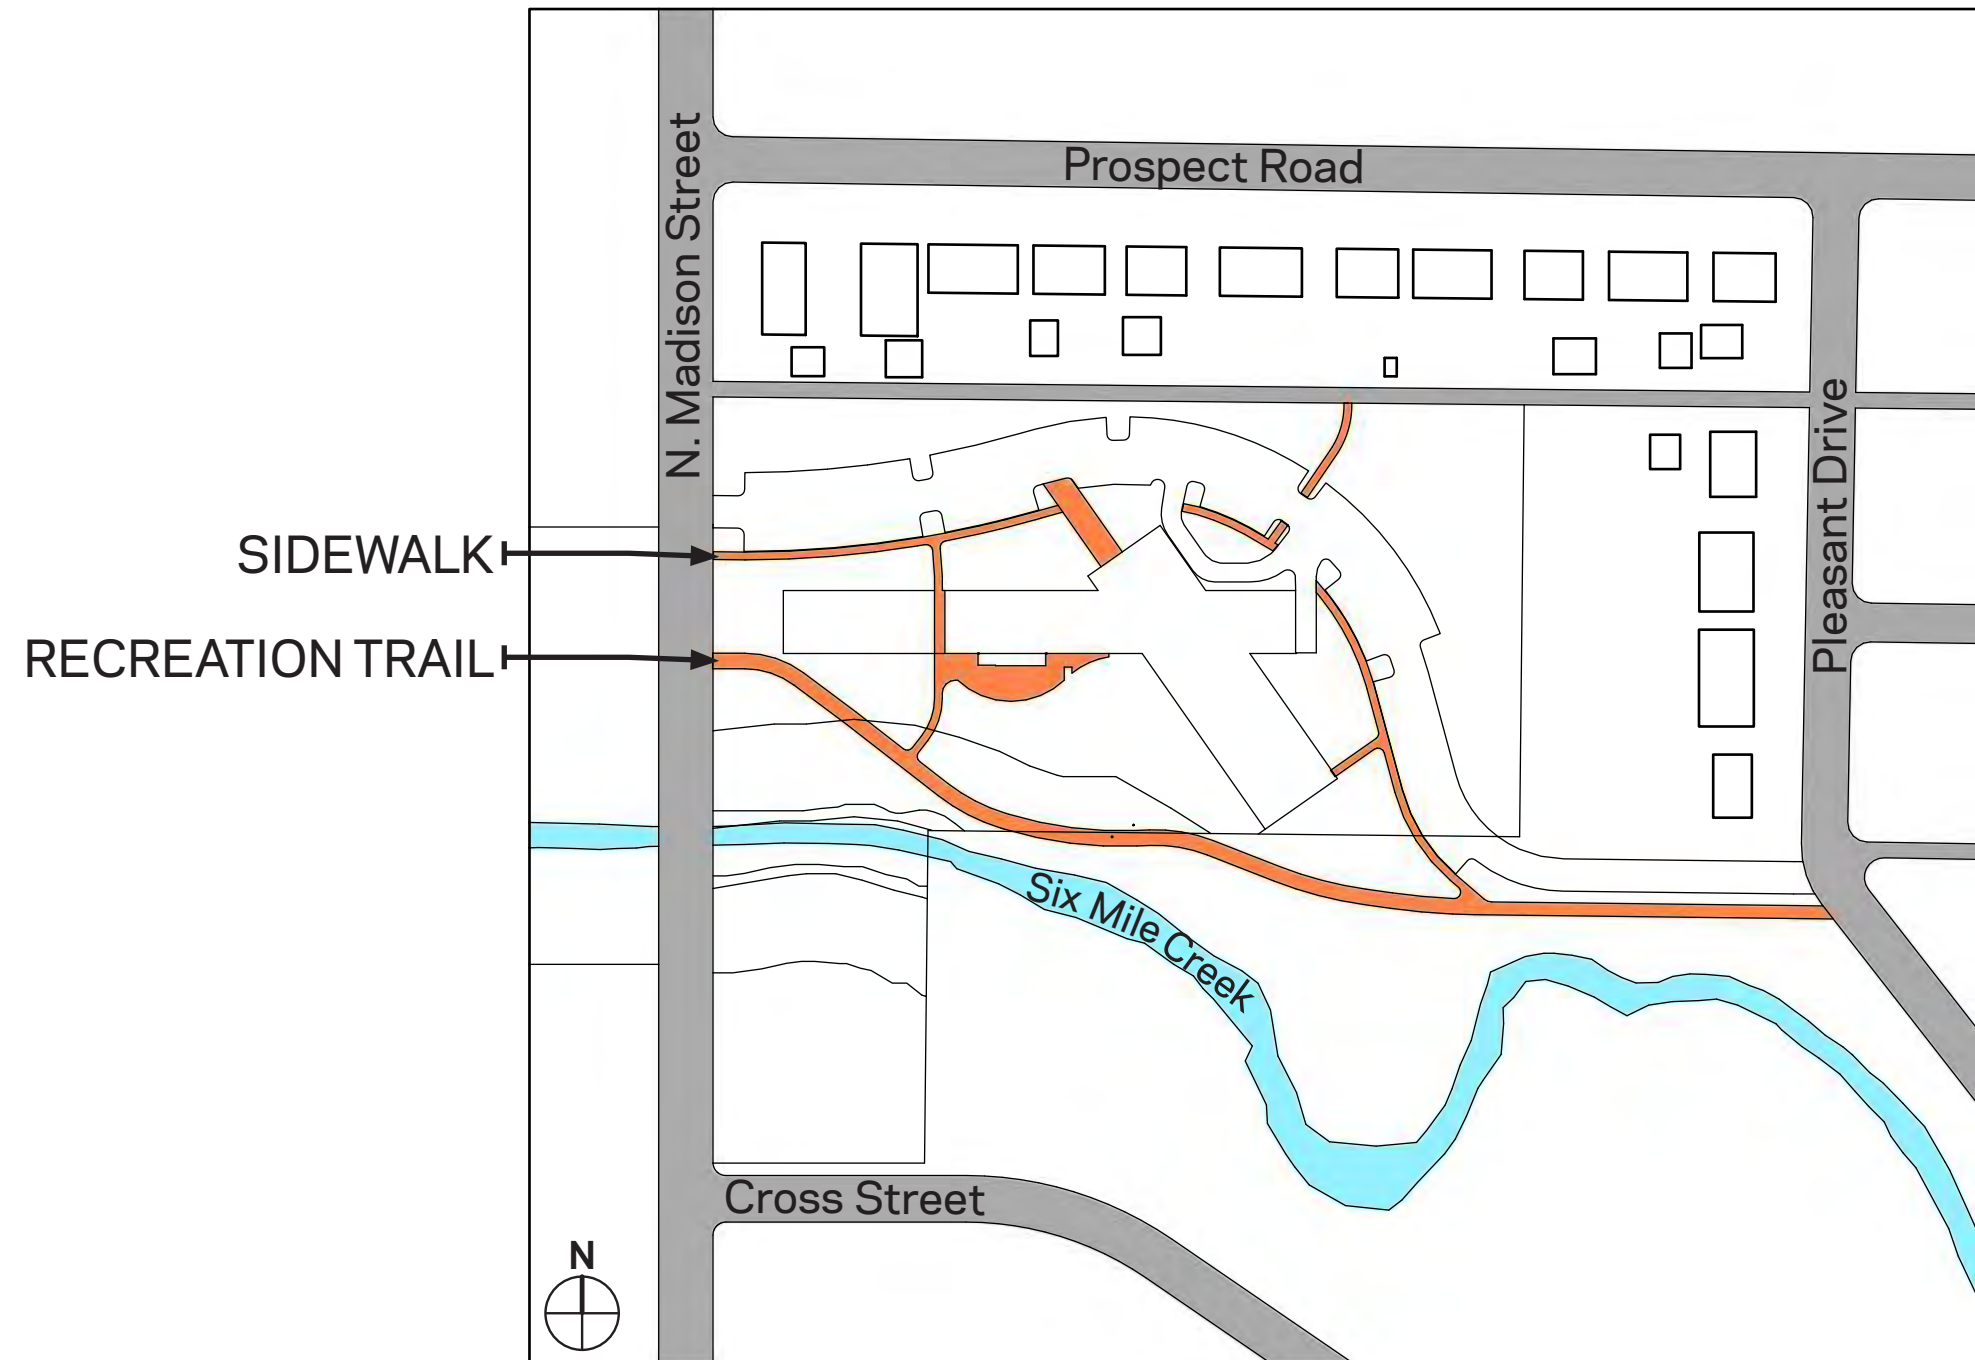 Prospect Road
N. Madison Street
SIDEWALK
RECREATION TRAIL
Pleasant Drive
Six Mile Creek
Cross Street
N